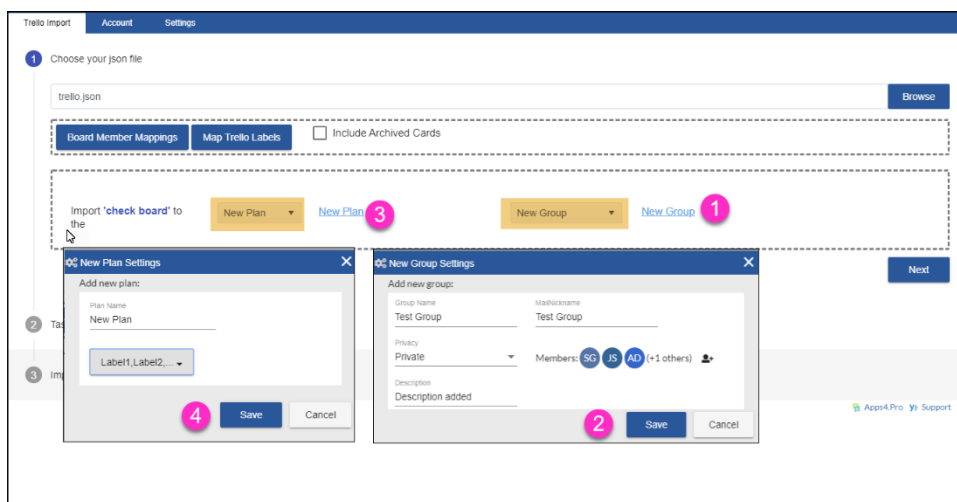 Trello Import Account Settings
1 Choose your json file
trello.json Browse
Board Member Mappings Map Trello Labels Include Archived Cards
Import 'check board' to
the
New Plan New Plan 3 New Group New Group 1
Next
New Plan Settings
Add new plan:
Plan Name
New Plan
Label1,Label2,...
4 Save Cancel
New Group Settings
Add new group:
Group Name MailNickname
Test Group Test Group
Privacy
Private Members: SG JS AD (+1 others)
Description
Description added
2 Save Cancel
2 Tas
3 Imp
Apps4.Pro Support